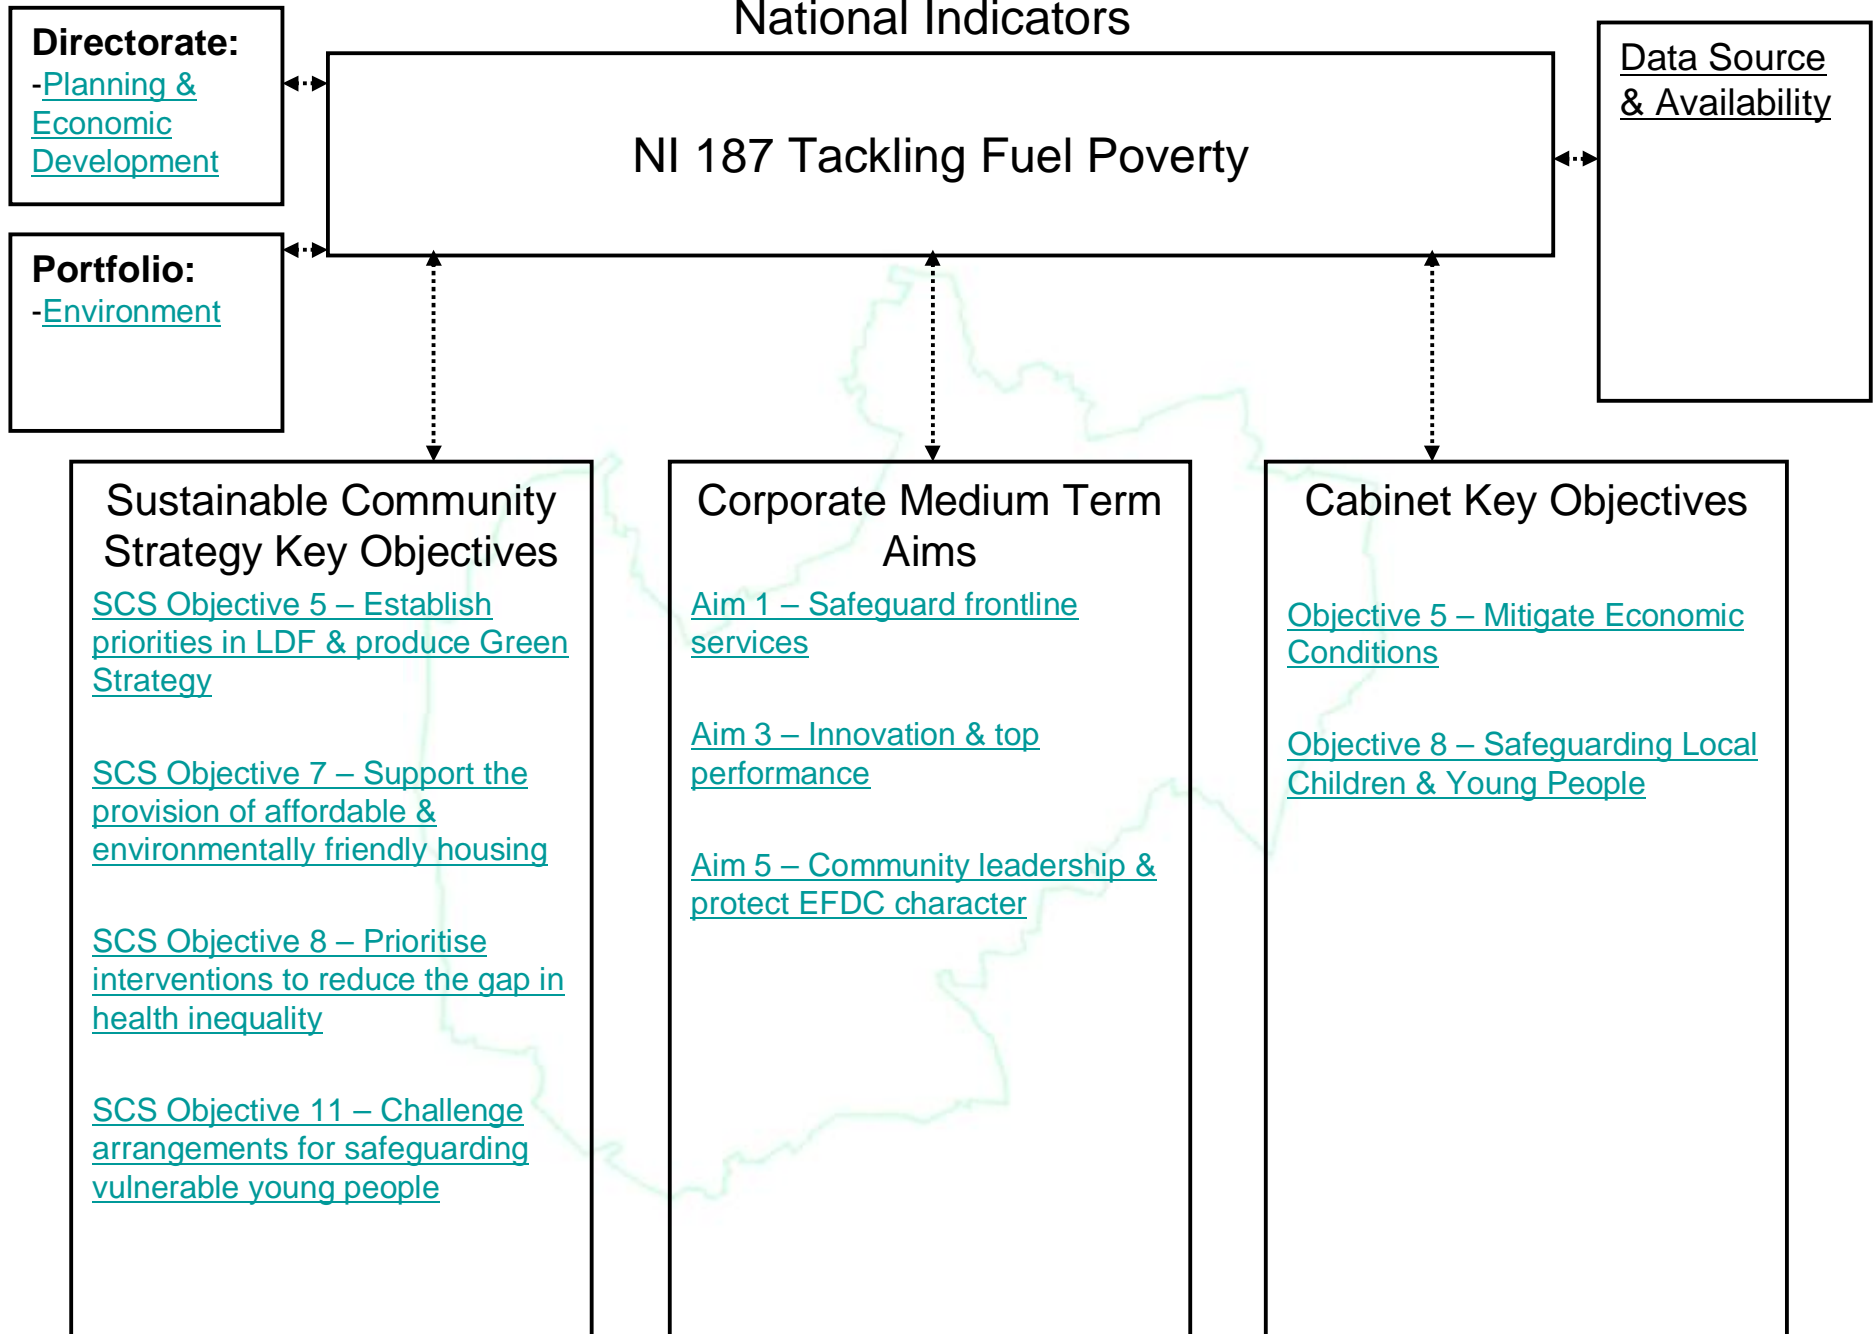 National Indicators
Directorate:
-Planning &
Economic
Development
NI 187 Tackling Fuel Poverty
Data Source
& Availability
Portfolio:
-Environment
Sustainable Community
Strategy Key Objectives
SCS Objective 5 – Establish
priorities in LDF & produce Green
Strategy
SCS Objective 7 – Support the
provision of affordable &
environmentally friendly housing
SCS Objective 8 – Prioritise
interventions to reduce the gap in
health inequality
SCS Objective 11 – Challenge
arrangements for safeguarding
vulnerable young people
Corporate Medium Term
Aims
Aim 1 – Safeguard frontline
services
Aim 3 – Innovation & top
performance
Aim 5 – Community leadership &
protect EFDC character
Cabinet Key Objectives
Objective 5 – Mitigate Economic
Conditions
Objective 8 – Safeguarding Local
Children & Young People